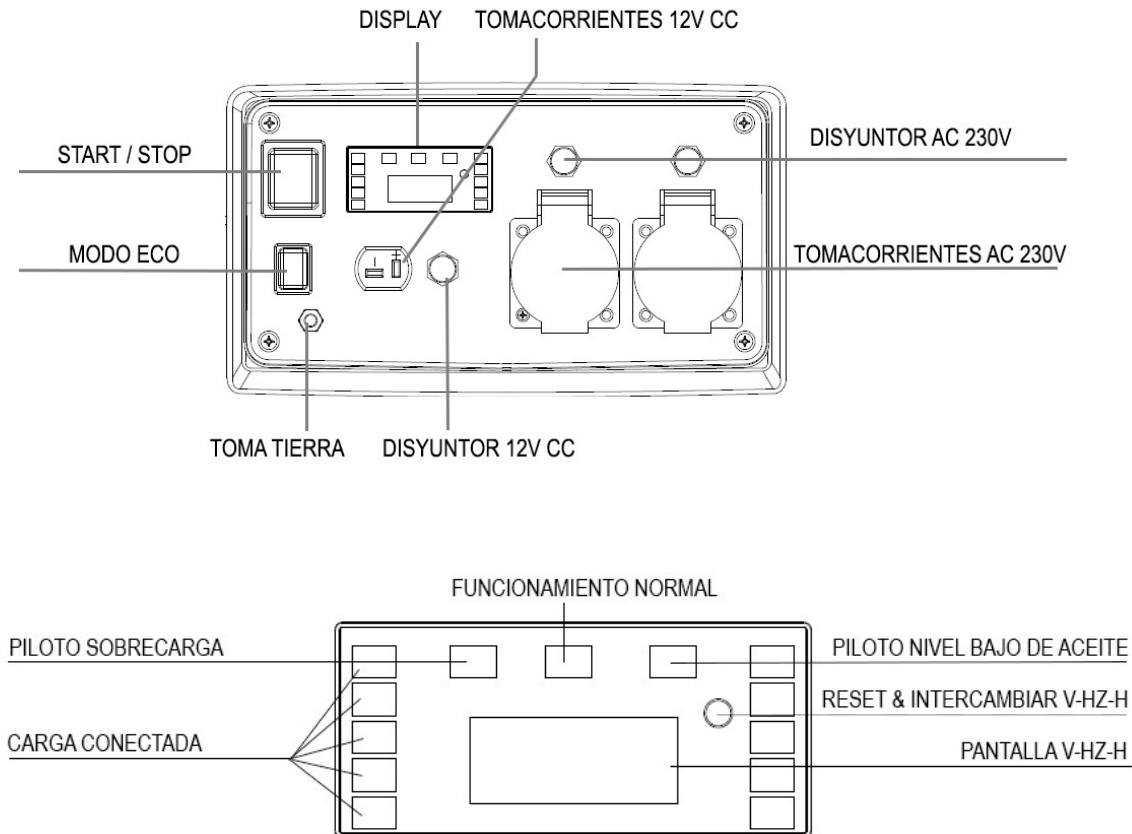 DISPLAY
TOMACORRIENTES 12V CC
START / STOP
DISYUNTOR AC 230V
MODO ECO
TOMACORRIENTES AC 230V
TOMA TIERRA
DISYUNTOR 12V CC
FUNCIONAMIENTO NORMAL
PILOTO SOBRECARGA
PILOTO NIVEL BAJO DE ACEITE
RESET & INTERCAMBIAR V-HZ-H
CARGA CONECTADA
PANTALLA V-HZ-H